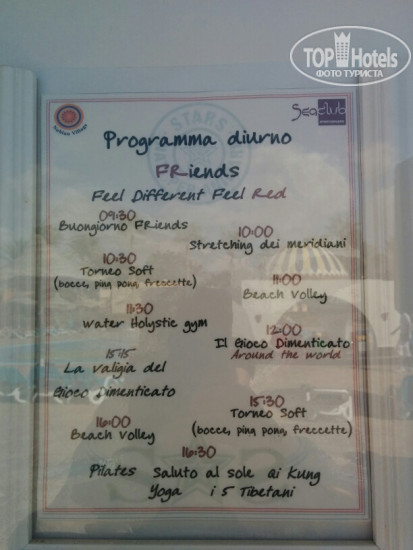 TOP Hotels
ФОТО ТУРИСТА
STARS
Seaclub
Programma diurno
FRiends
Feel Different Feel Red
09:30
Buongiorno FRiends
10:00
Stretching dei meridiani
10:30
Torneo Soft
(bocce, ping pong, freccette)
11:00
Beach Volley
11:30
Water Holystic gym
12:00
Il Gioco Dimenticato
Around the world
15:15
La valigia del
Gioco Dimenticato
15:30
Torneo Soft
(bocce, ping pong, freccette)
16:00
Beach Volley
16:30
Pilates Saluto al sole ai Kung
Yoga i 5 Tibetani